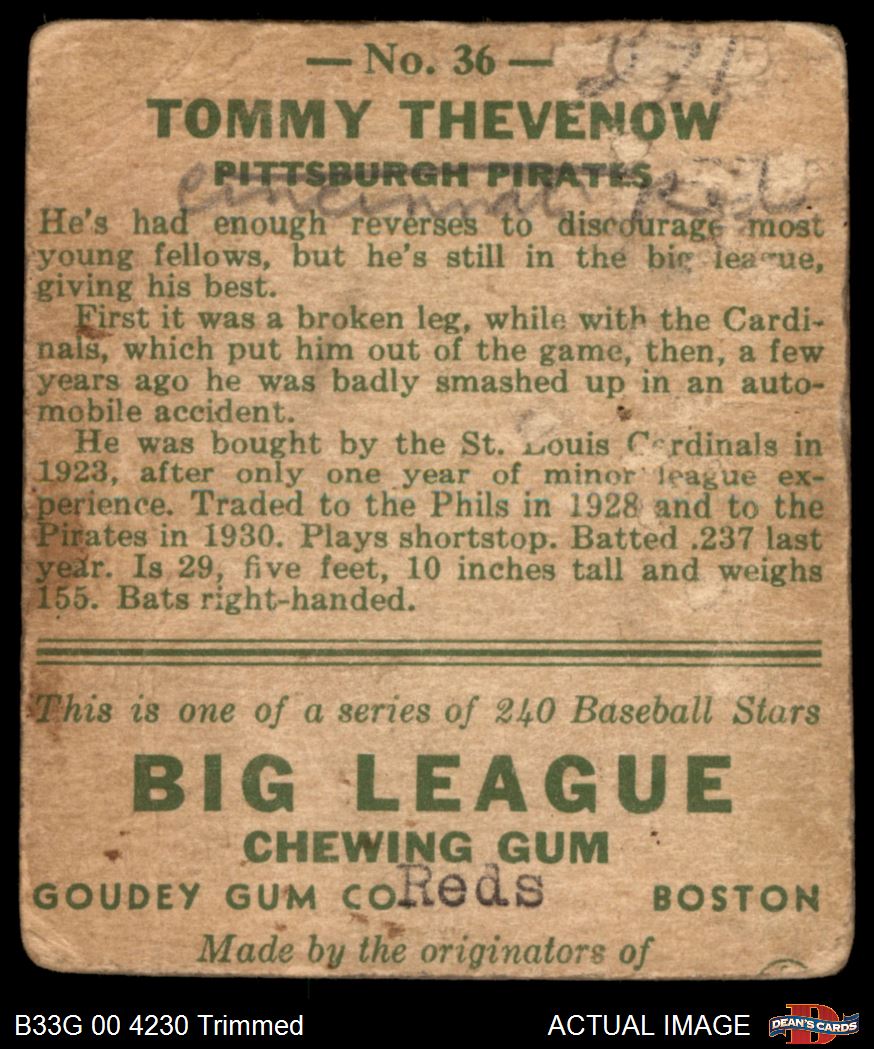 — No. 36 —
271
TOMMY THEVENOW
PITTSBURGH PIRATES
Cincinnati Reds
He's had enough reverses to discourage most
young fellows, but he's still in the big league,
giving his best.
First it was a broken leg, while with the Cardi-
nals, which put him out of the game, then, a few
years ago he was badly smashed up in an auto-
mobile accident.
He was bought by the St. Louis Cardinals in
1923, after only one year of minor league ex-
perience. Traded to the Phils in 1928 and to the
Pirates in 1930. Plays shortstop. Batted .237 last
year. Is 29, five feet, 10 inches tall and weighs
155. Bats right-handed.
This is one of a series of 240 Baseball Stars
BIG LEAGUE
CHEWING GUM
GOUDEY GUM CO. Reds BOSTON
Made by the originators of
B33G 00 4230 Trimmed ACTUAL IMAGE DEAN'S CARDS